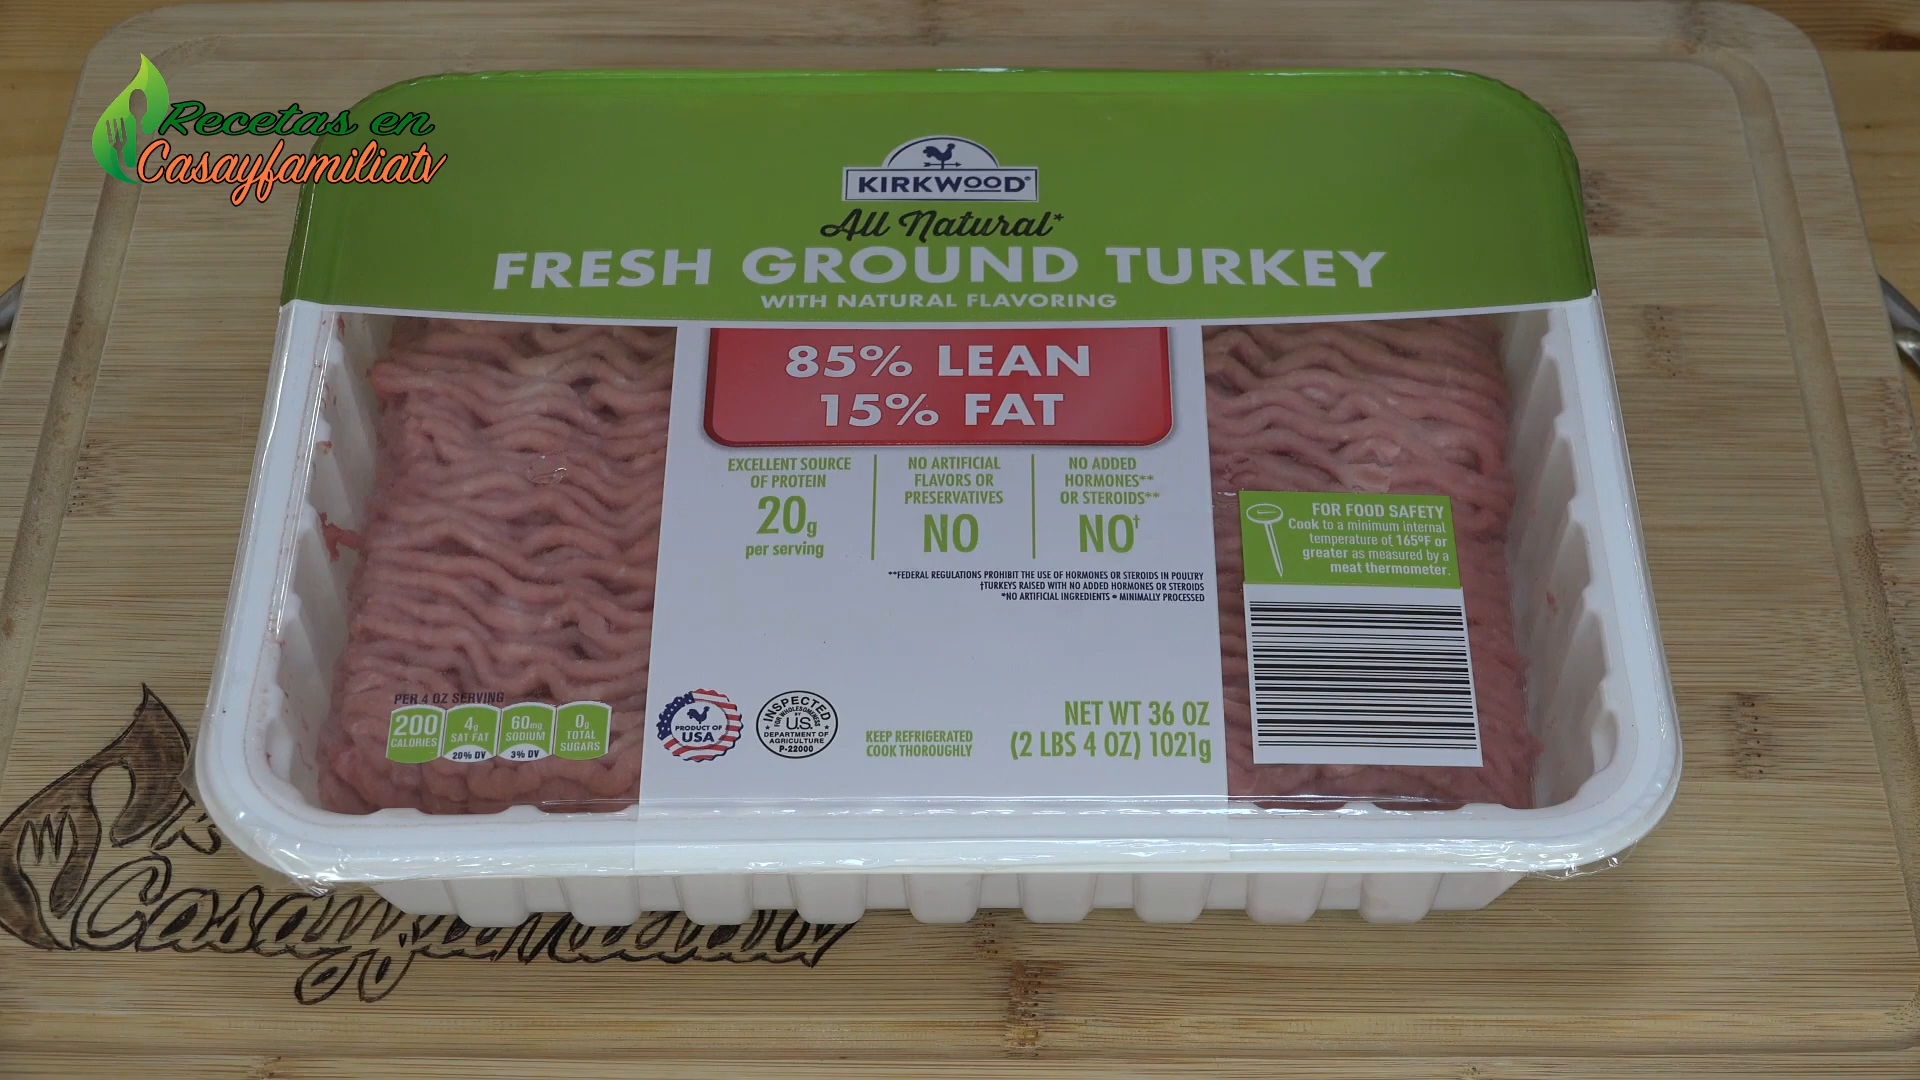 Recetas en
Casayfamiliatv
KIRKWOOD®
All Natural*
FRESH GROUND TURKEY
WITH NATURAL FLAVORING
85% LEAN
15% FAT
EXCELLENT SOURCE
OF PROTEIN
20g
per serving
NO ARTIFICIAL
FLAVORS OR
PRESERVATIVES
NO
NO ADDED
HORMONES**
OR STEROIDS**
NO†
**FEDERAL REGULATIONS PROHIBIT THE USE OF HORMONES OR STEROIDS IN POULTRY
†TURKEYS RAISED WITH NO ADDED HORMONES OR STEROIDS
*NO ARTIFICIAL INGREDIENTS • MINIMALLY PROCESSED
FOR FOOD SAFETY
Cook to a minimum internal
temperature of 165ºF or
greater as measured by a
meat thermometer.
PER 4 OZ SERVING
200
CALORIES
4g
SAT FAT
20% DV
60mg
SODIUM
3% DV
0g
TOTAL
SUGARS
PRODUCT OF
USA
INSPECTED
FOR WHOLESOMENESS
BY
U.S.
DEPARTMENT OF
AGRICULTURE
P-22000
KEEP REFRIGERATED
COOK THOROUGHLY
NET WT 36 OZ
(2 LBS 4 OZ) 1021g
Casayfamiliatv